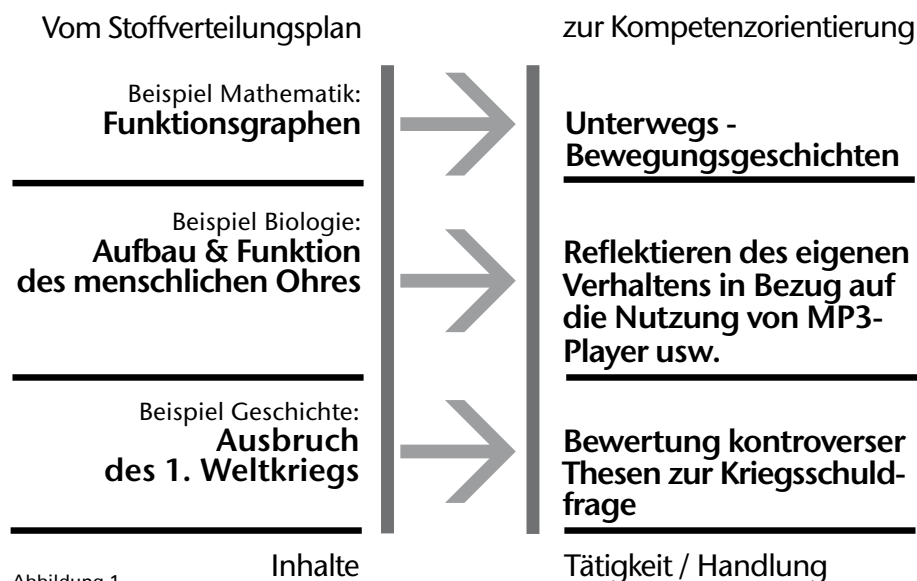 Vom Stoffverteilungsplan
zur Kompetenzorientierung
Beispiel Mathematik:
Funktionsgraphen
Unterwegs -
Bewegungsgeschichten
Beispiel Biologie:
Aufbau & Funktion
des menschlichen Ohres
Reflektieren des eigenen
Verhaltens in Bezug auf
die Nutzung von MP3-
Player usw.
Beispiel Geschichte:
Ausbruch
des 1. Weltkriegs
Bewertung kontroverser
Thesen zur Kriegsschuld-
frage
Inhalte
Tätigkeit / Handlung
Abbildung 1